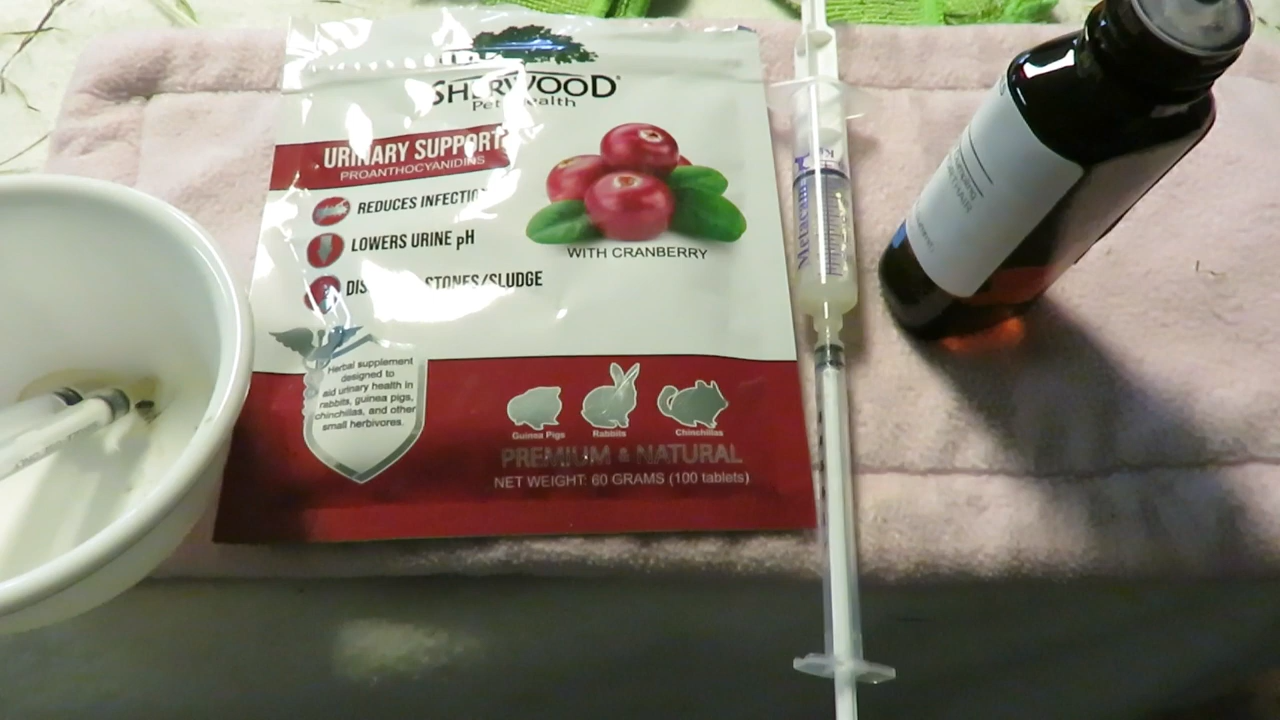 SHERWOOD
Pet Health
URINARY SUPPORT
PROANTHOCYANIDINS
REDUCES INFECTIO
LOWERS URINE pH
DIS STONES/SLUDGE
WITH CRANBERRY
Herbal supplement
designed to
aid urinary health in
rabbits, guinea pigs,
chinchillas, and other
small herbivores.
Guinea Pigs
Rabbits
Chinchillas
PREMIUM & NATURAL
NET WEIGHT: 60 GRAMS (100 tablets)
Metacam